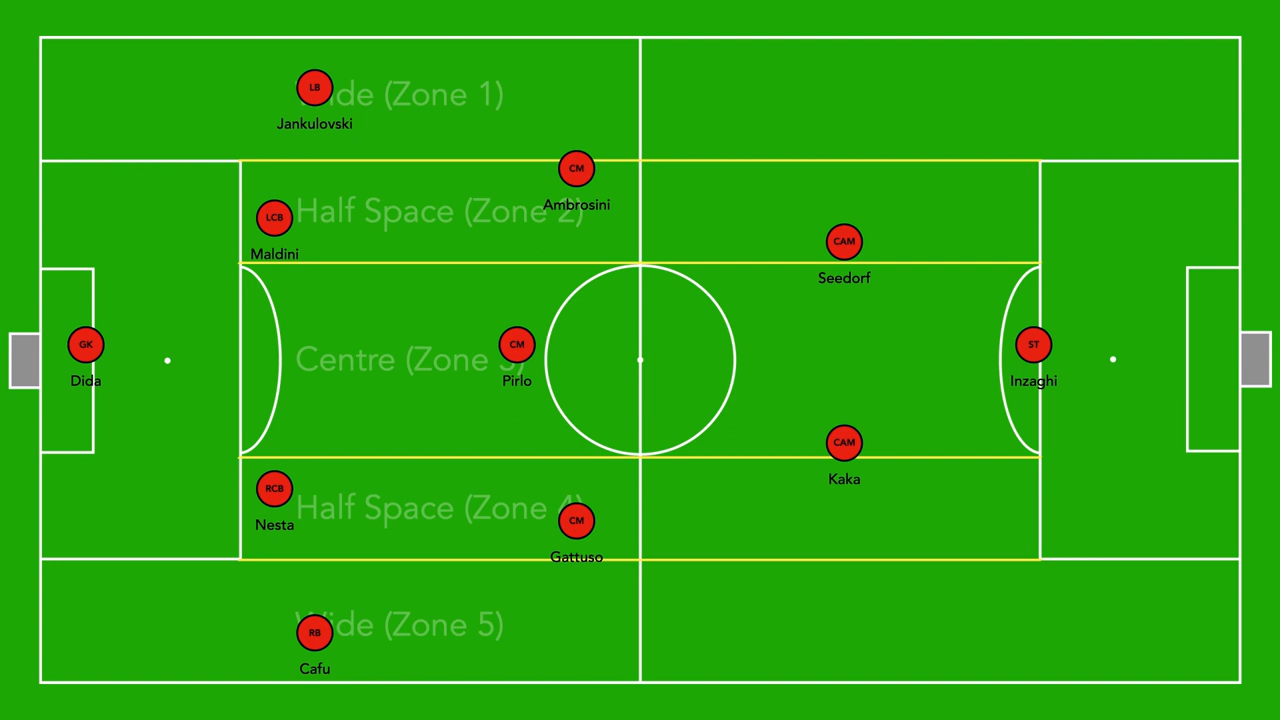 LB
Wide (Zone 1)
Jankulovski
CM
Ambrosini
LCB
Half Space (Zone 2)
Maldini
CAM
Seedorf
GK
Dida
Centre (Zone 3)
CM
Pirlo
ST
Inzaghi
CAM
Kaka
RCB
Nesta
Half Space (Zone 4)
CM
Gattuso
RB
Wide (Zone 5)
Cafu